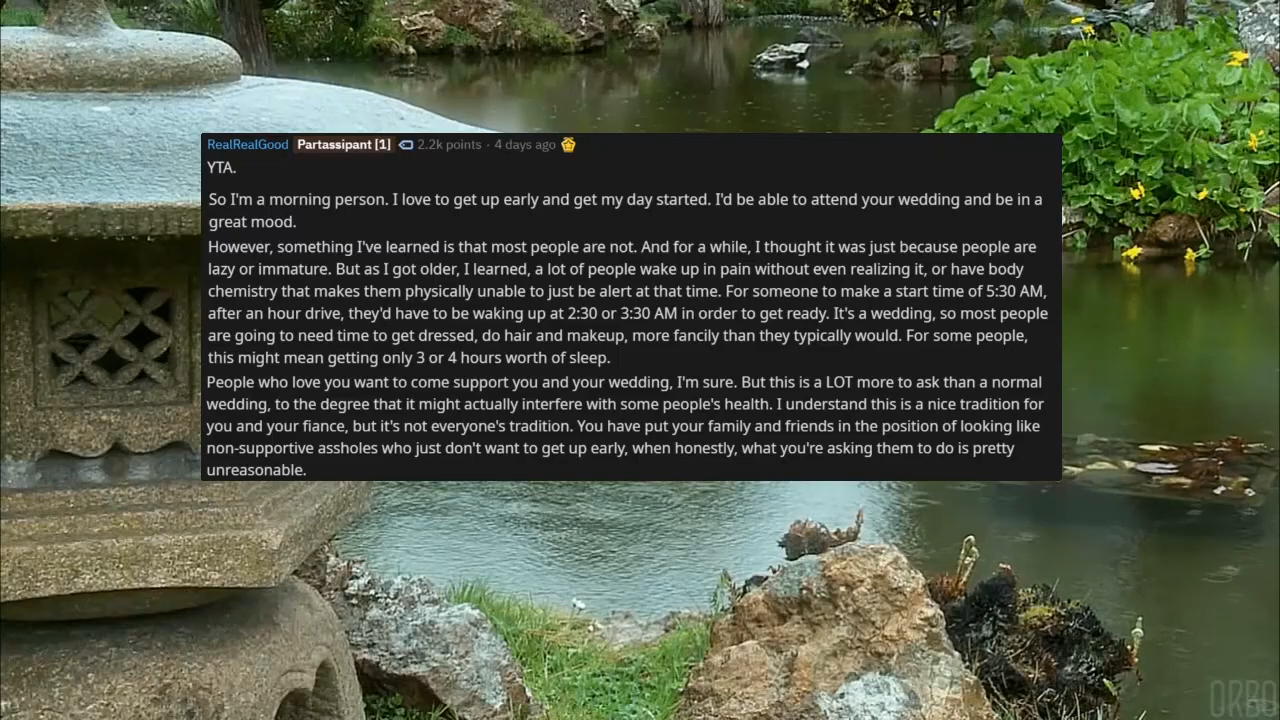 RealRealGood Partassipant [1] 2.2k points · 4 days ago
YTA.
So I'm a morning person. I love to get up early and get my day started. I'd be able to attend your wedding and be in a
great mood.
However, something I've learned is that most people are not. And for a while, I thought it was just because people are
lazy or immature. But as I got older, I learned, a lot of people wake up in pain without even realizing it, or have body
chemistry that makes them physically unable to just be alert at that time. For someone to make a start time of 5:30 AM,
after an hour drive, they'd have to be waking up at 2:30 or 3:30 AM in order to get ready. It's a wedding, so most people
are going to need time to get dressed, do hair and makeup, more fancily than they typically would. For some people,
this might mean getting only 3 or 4 hours worth of sleep.
People who love you want to come support you and your wedding, I'm sure. But this is a LOT more to ask than a normal
wedding, to the degree that it might actually interfere with some people's health. I understand this is a nice tradition for
you and your fiance, but it's not everyone's tradition. You have put your family and friends in the position of looking like
non-supportive assholes who just don't want to get up early, when honestly, what you're asking them to do is pretty
unreasonable.
ORBO